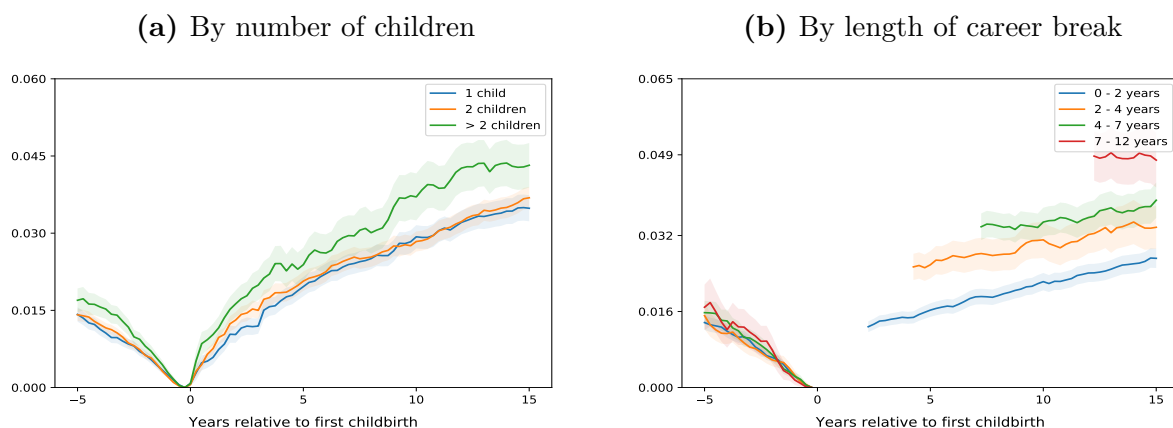 (a) By number of children
0.060
0.045
0.030
0.015
0.000
−5
0
5
10
15
Years relative to first childbirth
1 child
2 children
> 2 children
(b) By length of career break
0.065
0.049
0.032
0.016
0.000
−5
0
5
10
15
Years relative to first childbirth
0 - 2 years
2 - 4 years
4 - 7 years
7 - 12 years